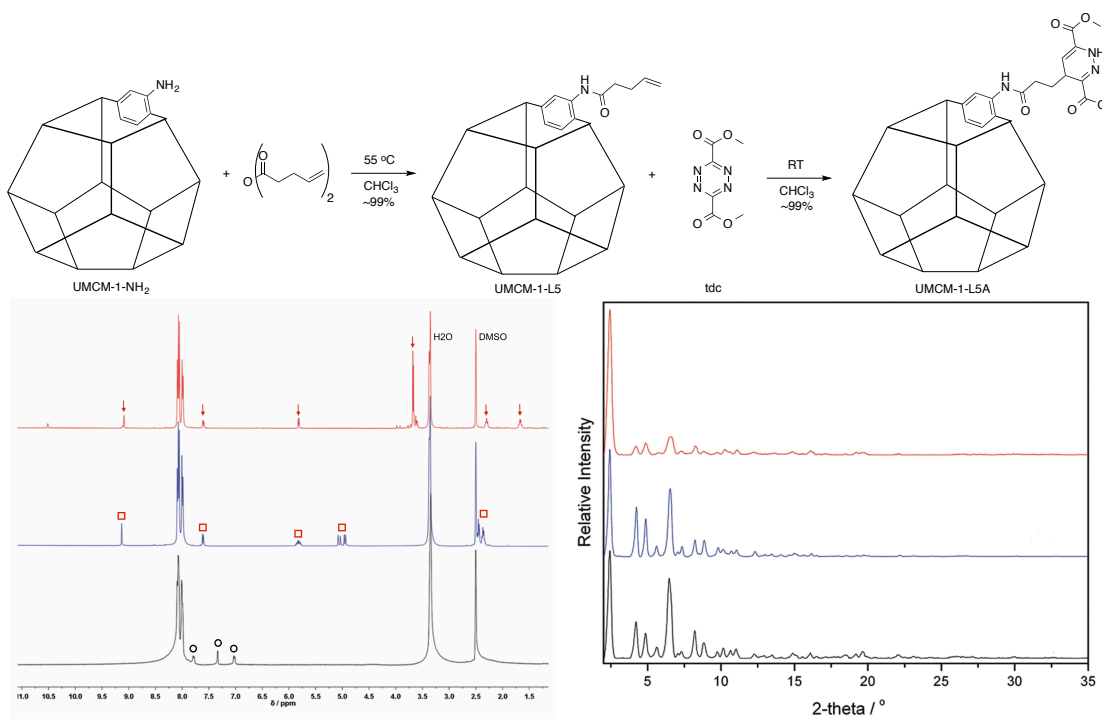 NH2
+
O
O
2
55 oC
CHCl3
~99%
UMCM-1-NH2
H
N
O
UMCM-1-L5
+
O
O
N
N
N
N
O
O
tdc
RT
CHCl3
~99%
O
O
NH
N
O
H
N
O
UMCM-1-L5A
H2O
DMSO
11.0 10.5 10.0 9.5 9.0 8.5 8.0 7.5 7.0 6.5 6.0 5.5 5.0 4.5 4.0 3.5 3.0 2.5 2.0 1.5
δ / ppm
Relative Intensity
5 10 15 20 25 30 35
2-theta / °